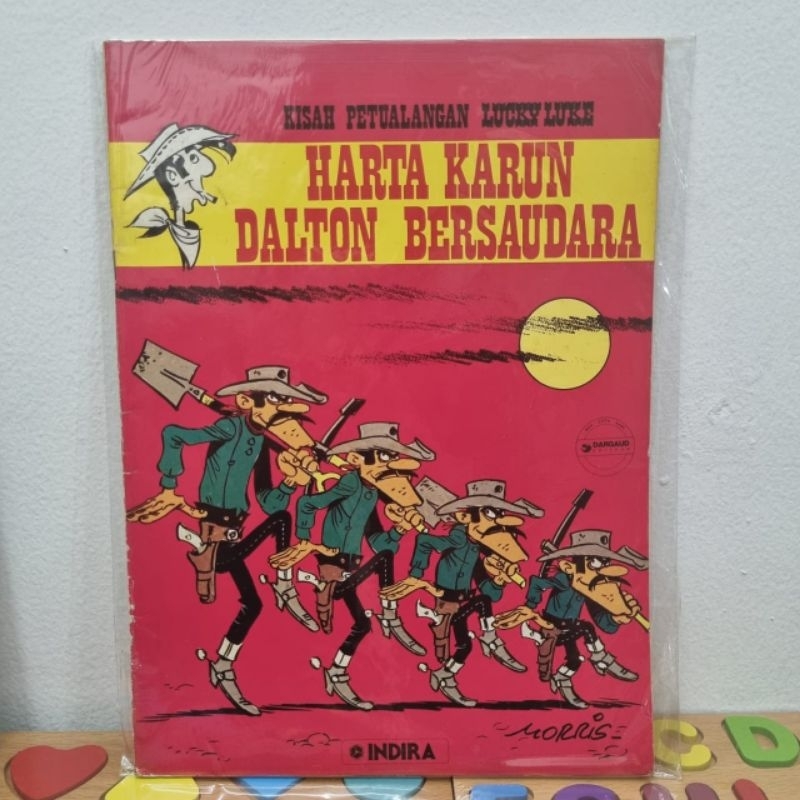 KISAH PETUALANGAN LUCKY LUKE
HARTA KARUN
DALTON BERSAUDARA
DARGAUD
MORRIS
INDIRA
C D